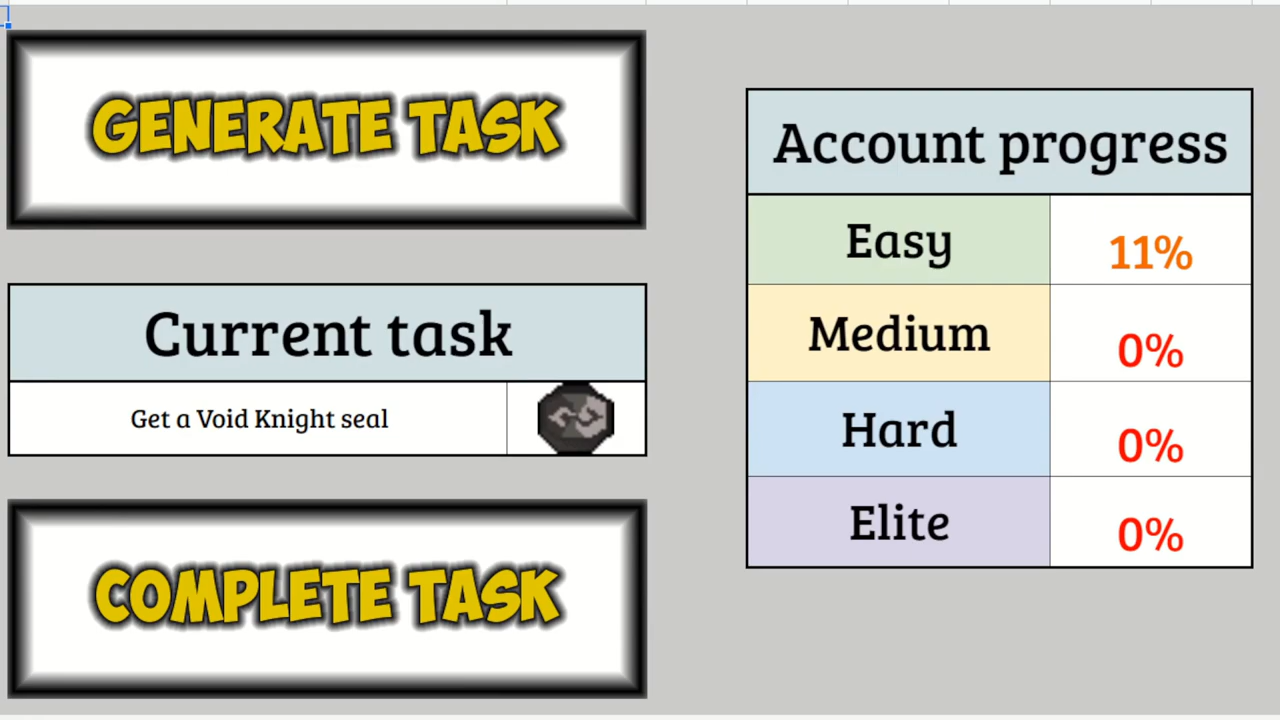 GENERATE TASK
Current task
Get a Void Knight seal
COMPLETE TASK
Account progress
Easy 11%
Medium 0%
Hard 0%
Elite 0%